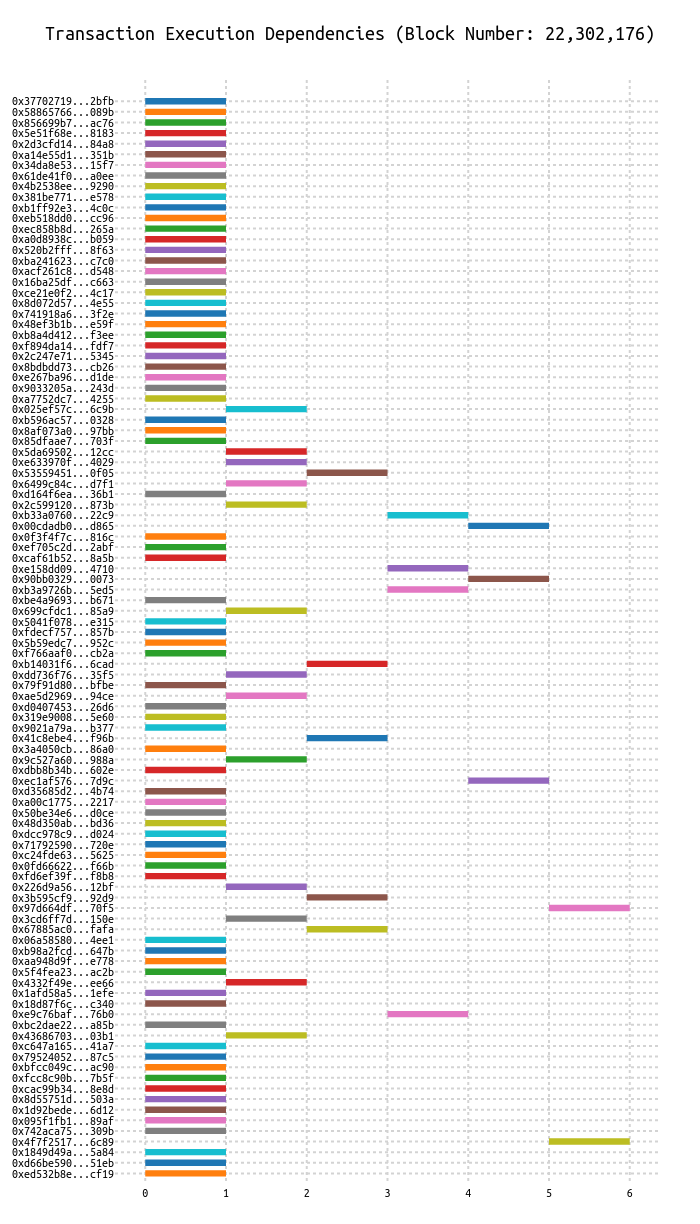 Transaction Execution Dependencies (Block Number: 22,302,176)
0x37702719...2bfb
0x58865766...089b
0x856699b7...ac76
0x5e51f68e...8183
0x2d3cfd14...84a8
0xa14e55d1...351b
0x34da8e53...15f7
0x61de41f0...a0ee
0x4b2538ee...9290
0x381be771...e578
0xb1ff92e3...4c0c
0xeb518dd0...cc96
0xec858b8d...265a
0xa0d8938c...b059
0x520b2fff...8f63
0xba241623...c7c0
0xacf261c8...d548
0x16ba25df...c663
0xce21e0f2...4c17
0x8d072d57...4e55
0x741918a6...3f2e
0x48ef3b1b...e59f
0xb8a4d412...f3ee
0xf894da14...fdf7
0x2c247e71...5345
0x8bdbdd73...cb26
0xe267ba96...d1de
0x9033205a...243d
0xa7752dc7...4255
0x025ef57c...6c9b
0xb596ac57...0328
0x8af073a0...97bb
0x85dfaae7...703f
0x5da69502...12cc
0xe633970f...4029
0x53559451...0f05
0x6499c84c...d7f1
0xd164f6ea...36b1
0x2c599120...873b
0xb33a0760...22c9
0x00cdadb0...d865
0x0f3f4f7c...816c
0xef705c2d...2abf
0xcaf61b52...8a5b
0xe158dd09...4710
0x90bb0329...0073
0xb3a9726b...5ed5
0xbe4a9693...b671
0x699cfdc1...85a9
0x5041f078...e315
0xfdecf757...857b
0x5b59edc7...952c
0xf766aaf0...cb2a
0xb14031f6...6cad
0xdd736f76...35f5
0x79f91d80...bfbe
0xae5d2969...94ce
0xd0407453...26d6
0x319e9008...5e60
0x9021a79a...b377
0x41c8ebe4...f96b
0x3a4050cb...86a0
0x9c527a60...988a
0xdbb8b34b...602e
0xec1af576...7d9c
0xd35685d2...4b74
0xa00c1775...2217
0x50be34e6...d0ce
0x48d350ab...bd36
0xdcc978c9...d024
0x71792590...720e
0xc24fde63...5625
0x0fd66622...f66b
0xfd6ef39f...f8b8
0x226d9a56...12bf
0x3b595cf9...92d9
0x97d664df...70f5
0x3cd6ff7d...150e
0x67885ac0...fafa
0x06a58580...4ee1
0xb98a2fcd...647b
0xaa948d9f...e778
0x5f4fea23...ac2b
0x4332f49e...ee66
0x1afd58a5...1efe
0x18d87f6c...c340
0xe9c76baf...76b0
0xbc2dae22...a85b
0x43686703...03b1
0xc647a165...41a7
0x79524052...87c5
0xbfcc049c...ac90
0xfcc8c90b...7b5f
0xcac99b34...8e8d
0x8d55751d...503a
0x1d92bede...6d12
0x095f1fb1...89af
0x742aca75...309b
0x4f7f2517...6c89
0x1849d49a...5a84
0xd66be590...51eb
0xed532b8e...cf19
0 1 2 3 4 5 6